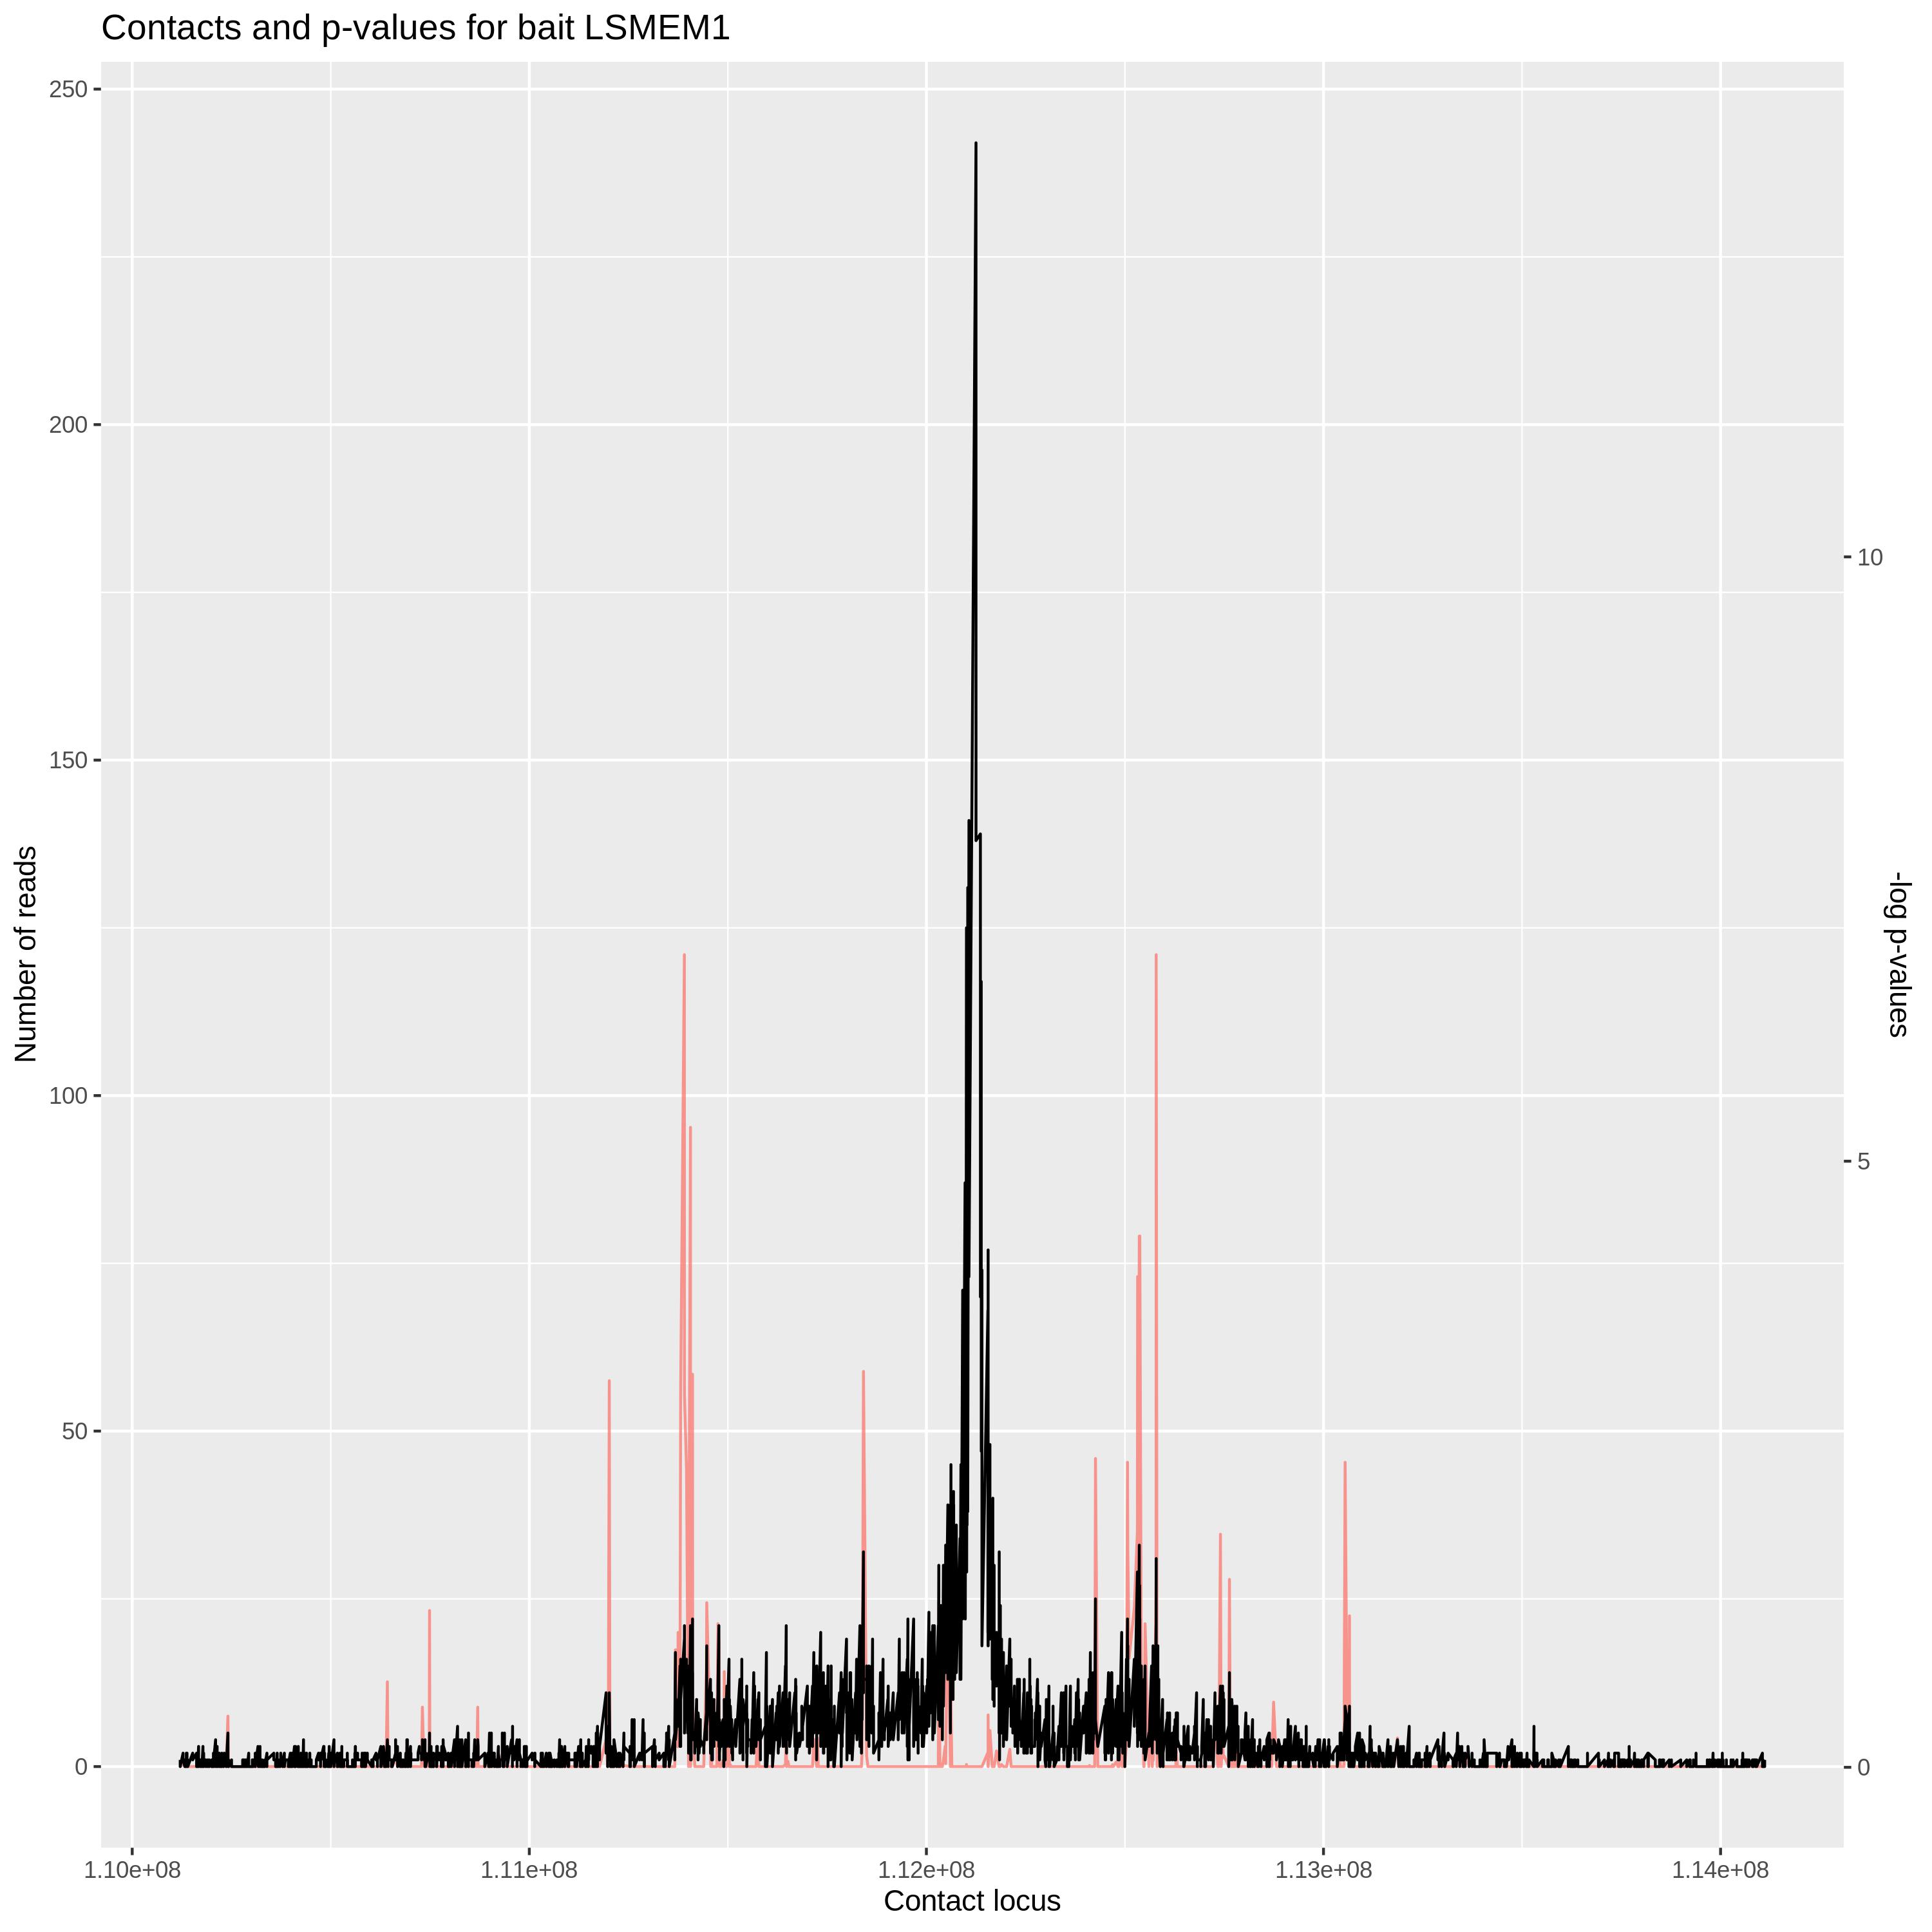 Contacts and p-values for bait LSMEM1
250
200
150
100
50
0
Number of reads
10
5
0
-log p-values
1.10e+08
1.11e+08
1.12e+08
1.13e+08
1.14e+08
Contact locus